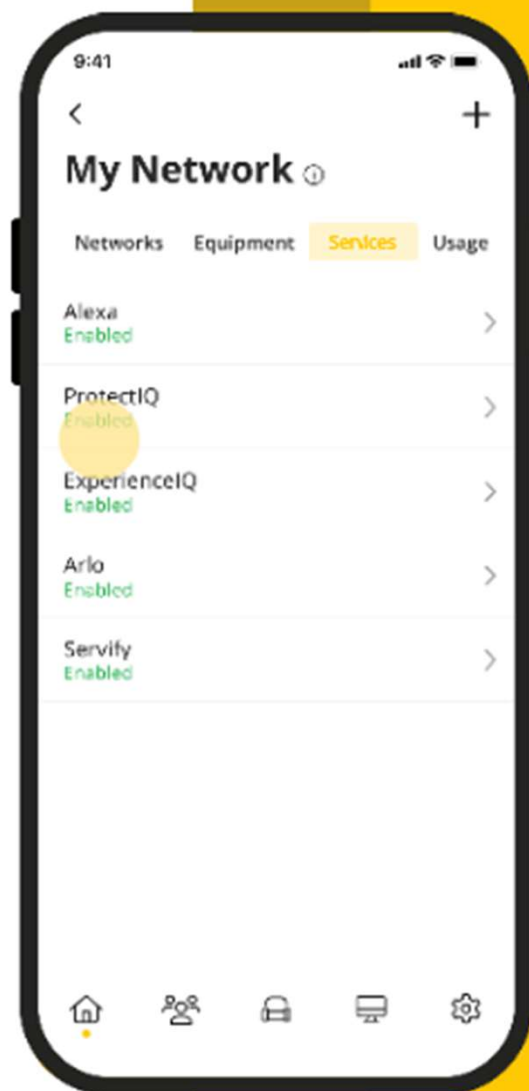 9:41
My Network
Networks Equipment Services Usage
Alexa
Enabled
ProtectIQ
Enabled
ExperienceIQ
Enabled
Arlo
Enabled
Servify
Enabled